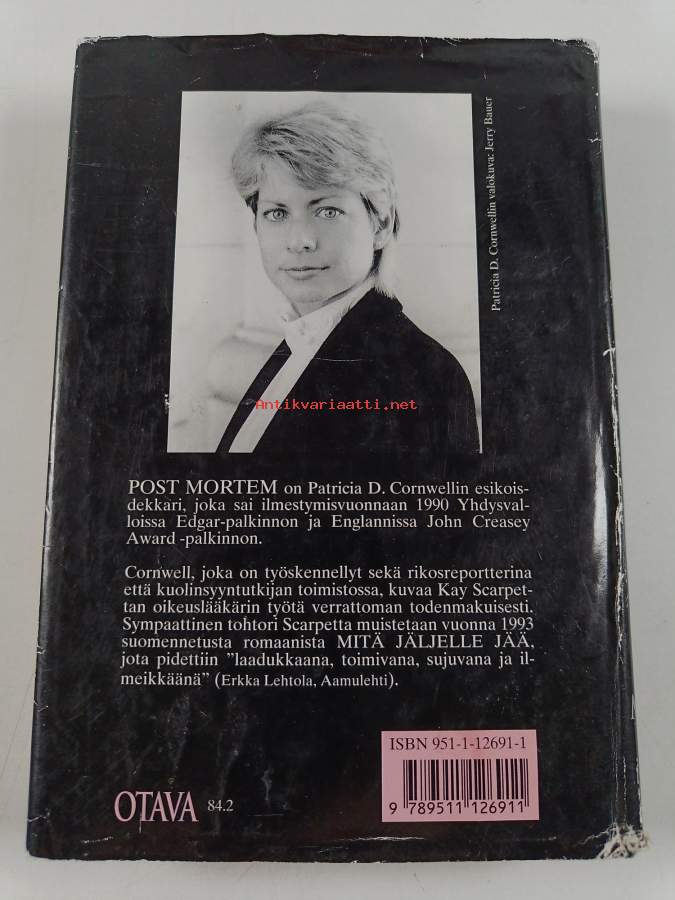 Patricia D. Cornwellin valokuva: Jerry Bauer
Antikvariaatti.net
POST MORTEM on Patricia D. Cornwellin esikois-
dekkari, joka sai ilmestymisvuonnaan 1990 Yhdysval-
loissa Edgar-palkinnon ja Englannissa John Creasey
Award -palkinnon.
Cornwell, joka on työskennellyt sekä rikosreportterina
että kuolinsyyntutkijan toimistossa, kuvaa Kay Scarpet-
tan oikeuslääkärin työtä verrattoman todenmakuisesti.
Sympaattinen tohtori Scarpetta muistetaan vuonna 1993
suomennetusta romaanista MITÄ JÄLJELLE JÄÄ,
jota pidettiin ”laadukkaana, toimivana, sujuvana ja il-
meikkäänä” (Erkka Lehtola, Aamulehti).
ISBN 951-1-12691-1
9 789511 126911
OTAVA 84.2